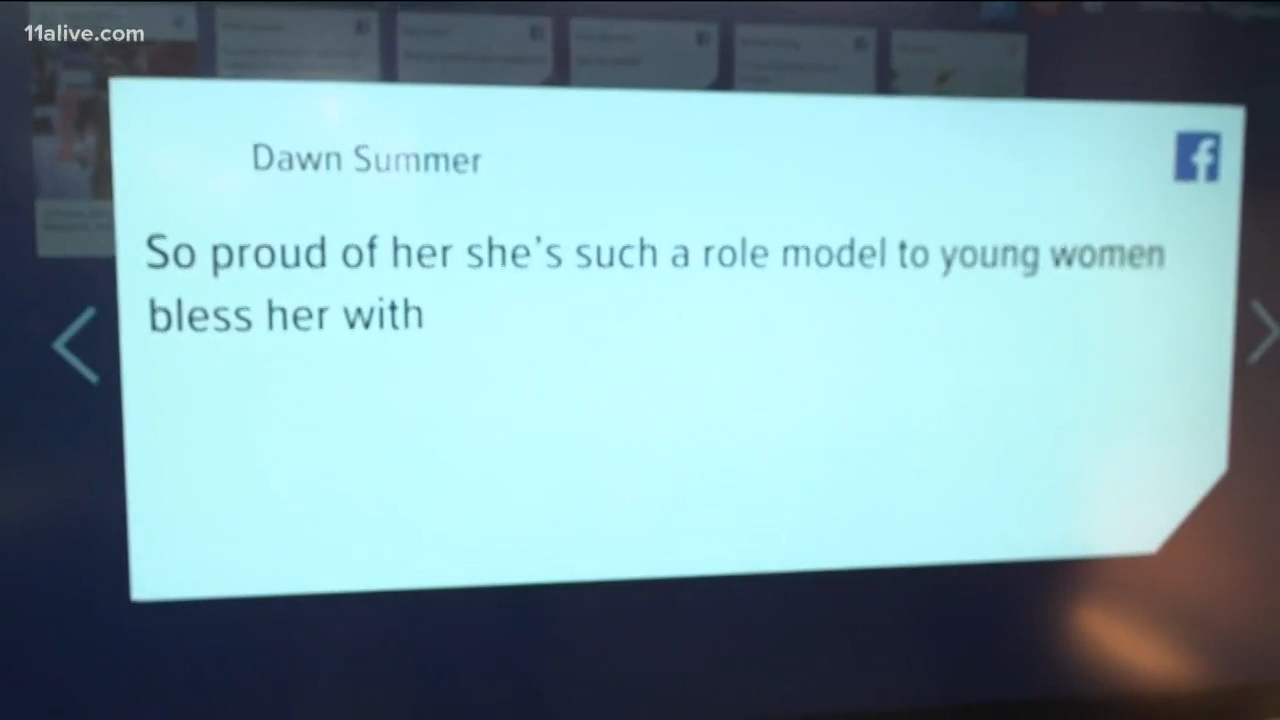 11alive.com
Dawn Summer
So proud of her she's such a role model to young women
bless her with